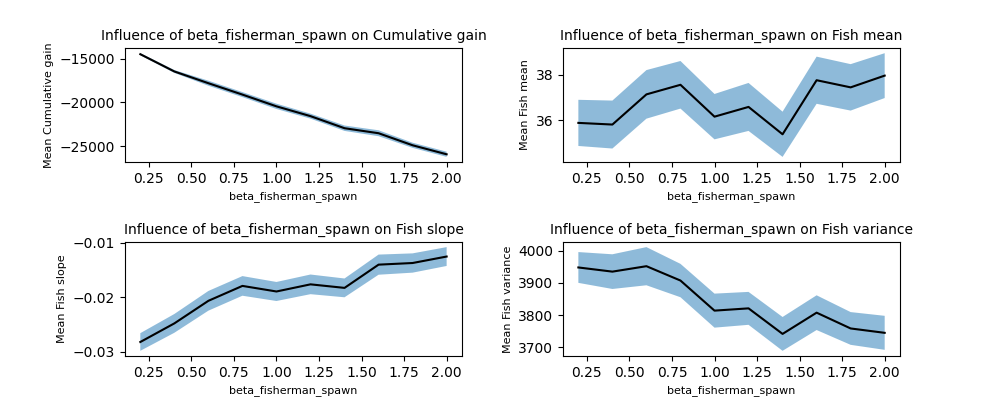 Influence of beta_fisherman_spawn on Cumulative gain
Mean Cumulative gain
−15000
−20000
−25000
0.25 0.50 0.75 1.00 1.25 1.50 1.75 2.00
beta_fisherman_spawn
Influence of beta_fisherman_spawn on Fish mean
Mean Fish mean
38
36
0.25 0.50 0.75 1.00 1.25 1.50 1.75 2.00
beta_fisherman_spawn
Influence of beta_fisherman_spawn on Fish slope
Mean Fish slope
−0.01
−0.02
−0.03
0.25 0.50 0.75 1.00 1.25 1.50 1.75 2.00
beta_fisherman_spawn
Influence of beta_fisherman_spawn on Fish variance
Mean Fish variance
4000
3900
3800
3700
0.25 0.50 0.75 1.00 1.25 1.50 1.75 2.00
beta_fisherman_spawn